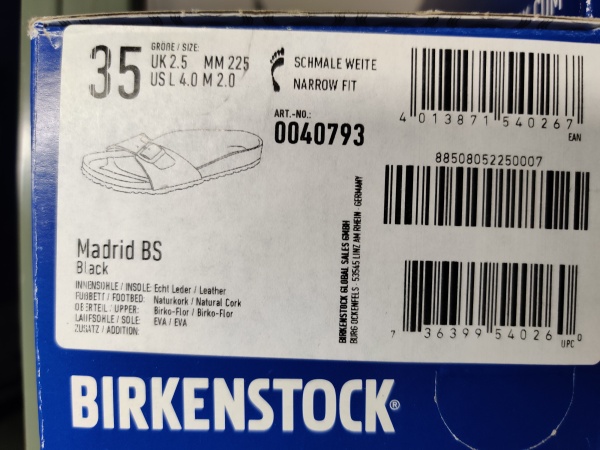 .COM
35
GRÖßE / SIZE:
UK 2.5 MM 225
US L 4.0 M 2.0
SCHMALE WEITE
NARROW FIT
ART.-NO.:
0040793
4 013871 540267
EAN
88508052250007
Madrid BS
Black
INNENSOHLE / INSOLE: Echt Leder / Leather
FUßBETT / FOOTBED: Naturkork / Natural Cork
OBERTEIL / UPPER: Birko-Flor / Birko-Flor
LAUFSOHLE / SOLE: EVA / EVA
ZUSATZ / ADDITION:
BIRKENSTOCK GLOBAL SALES GMBH
BURG OCKENFELS · 53545 LINZ AM RHEIN · GERMANY
7 36399 54026 0
UPC
BIRKENSTOCK®